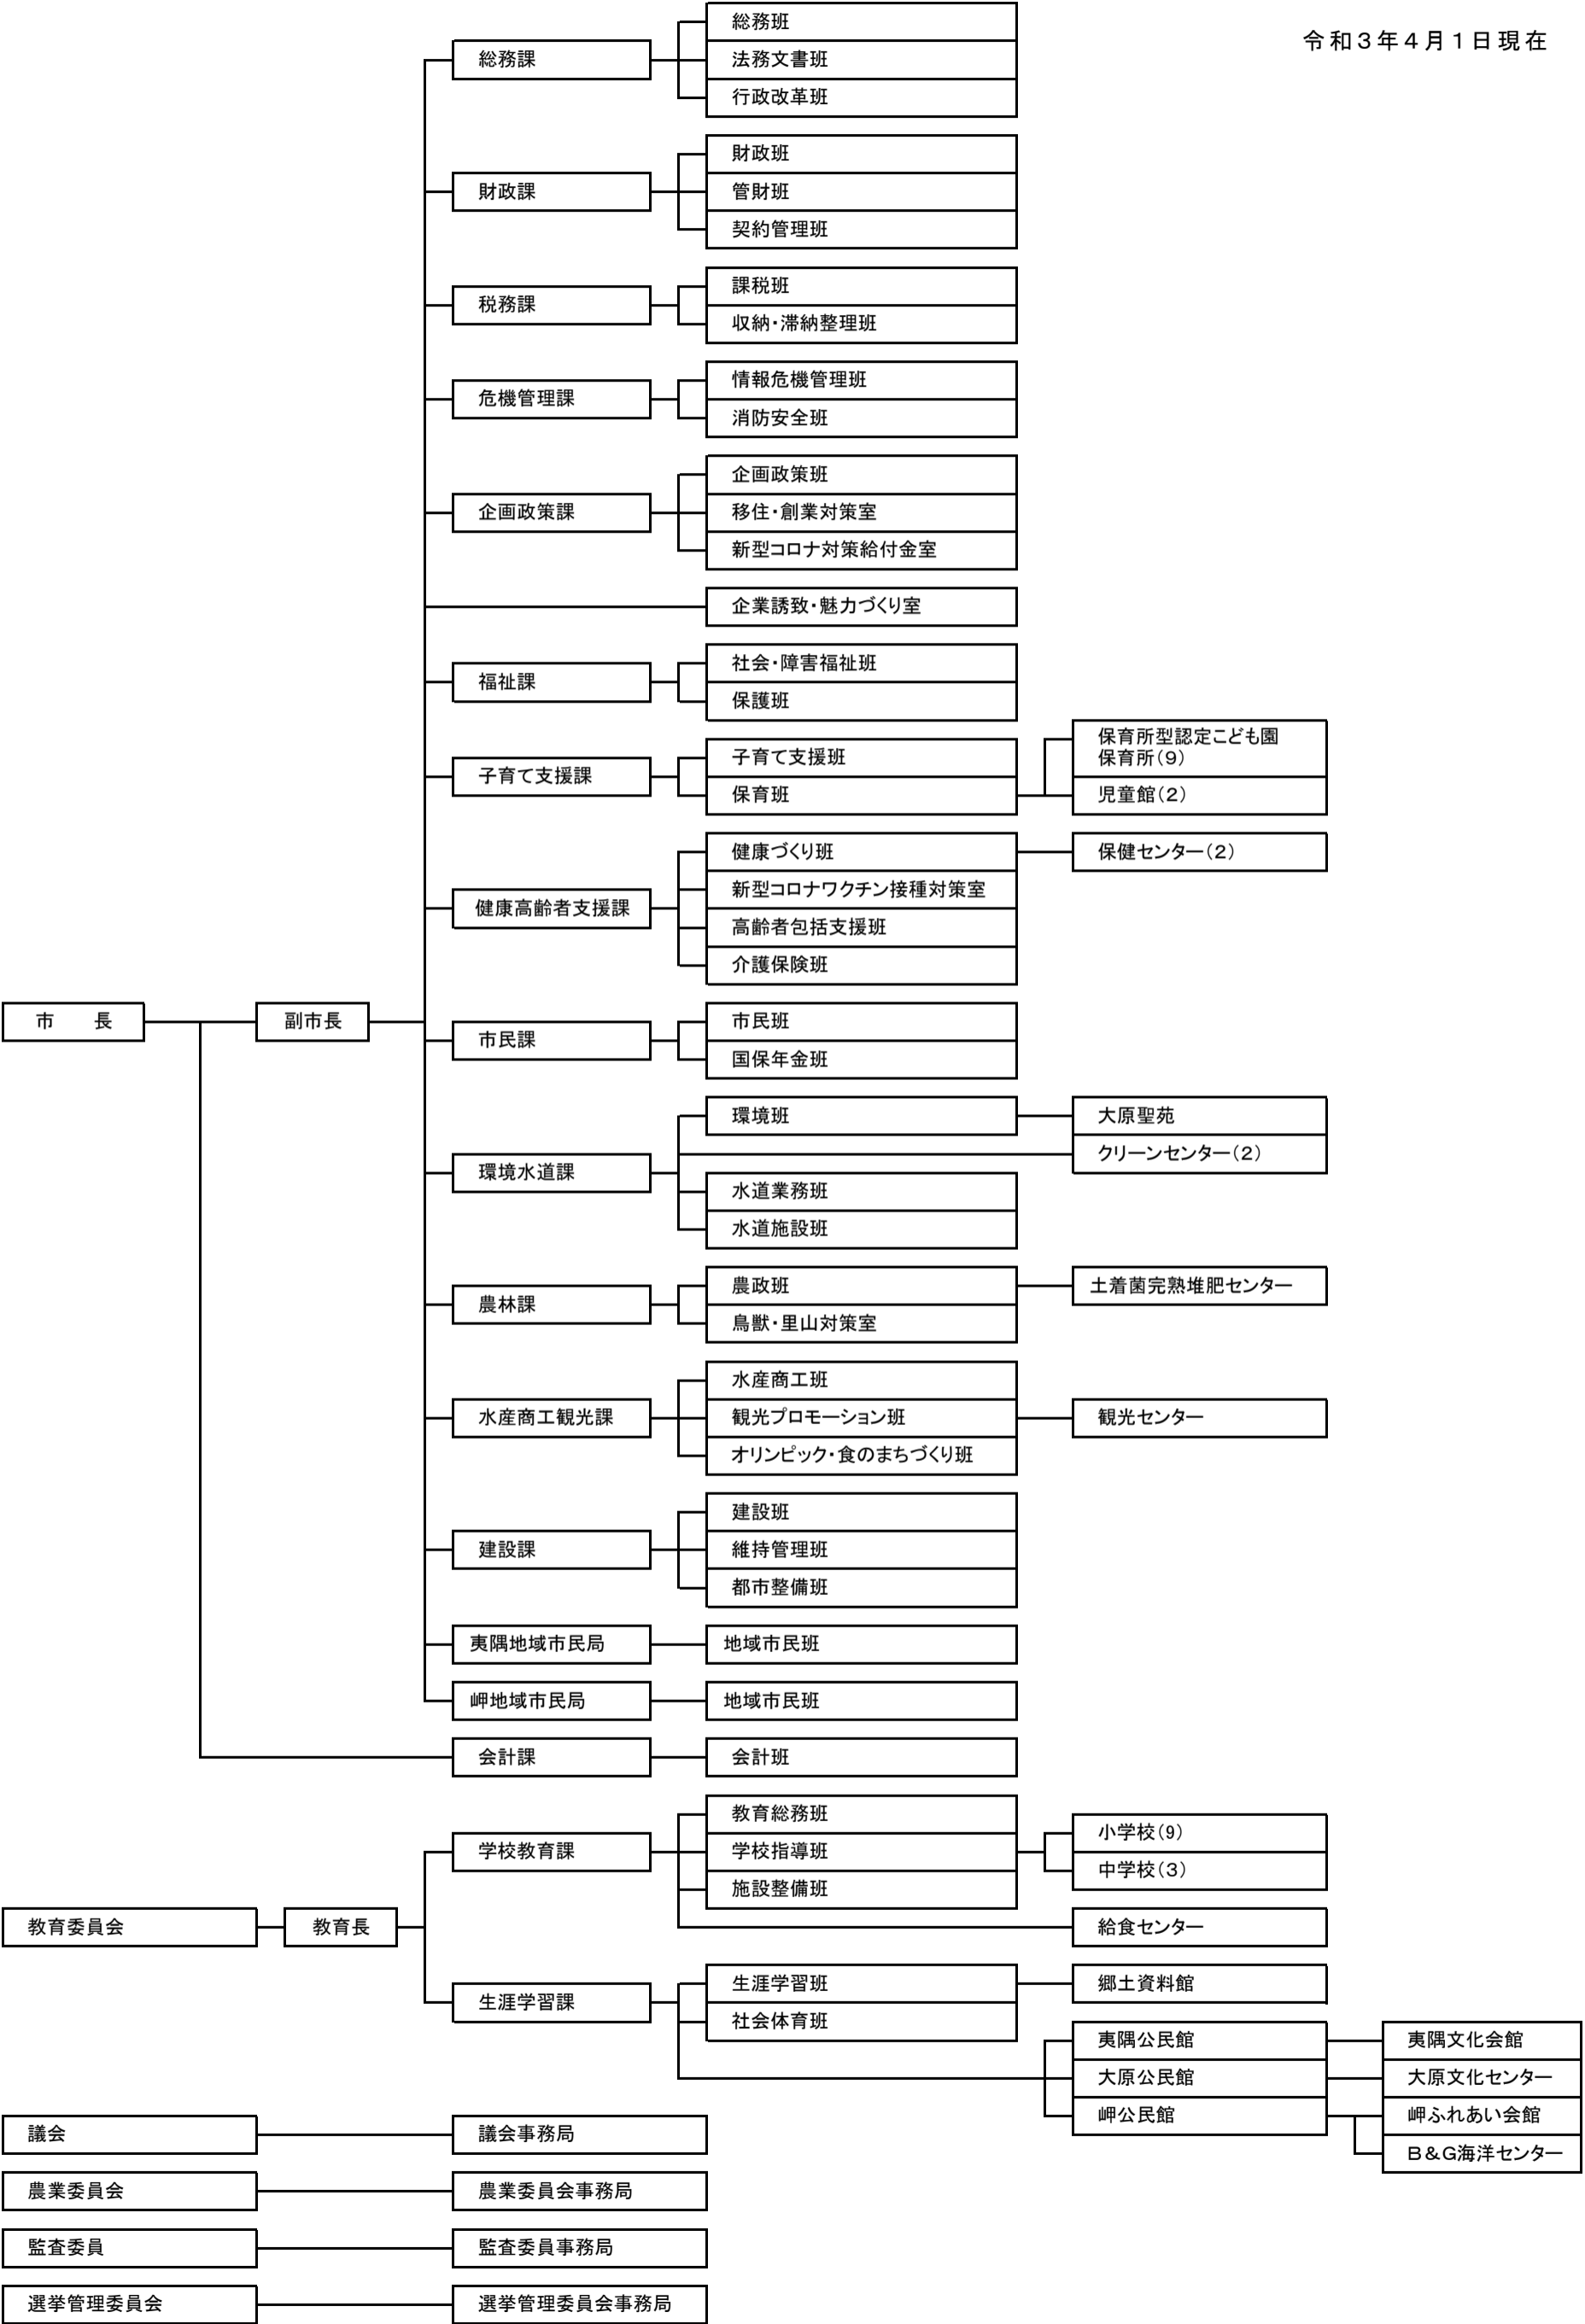 令和3年4月1日現在
総務課
総務班
法務文書班
行政改革班
財政課
財政班
管財班
契約管理班
税務課
課税班
収納・滞納整理班
危機管理課
情報危機管理班
消防安全班
企画政策課
企画政策班
移住・創業対策室
新型コロナ対策給付金室
企業誘致・魅力づくり室
福祉課
社会・障害福祉班
保護班
子育て支援課
子育て支援班
保育班
保育所型認定こども園
保育所(9)
児童館(2)
健康高齢者支援課
健康づくり班
保健センター(2)
新型コロナワクチン接種対策室
高齢者包括支援班
介護保険班
市　長
副市長
市民課
市民班
国保年金班
環境水道課
環境班
大原聖苑
クリーンセンター(2)
水道業務班
水道施設班
農林課
農政班
土着菌完熟堆肥センター
鳥獣・里山対策室
水産商工観光課
水産商工班
観光プロモーション班
観光センター
オリンピック・食のまちづくり班
建設課
建設班
維持管理班
都市整備班
夷隅地域市民局
地域市民班
岬地域市民局
地域市民班
会計課
会計班
教育委員会
教育長
学校教育課
教育総務班
学校指導班
施設整備班
小学校(9)
中学校(3)
給食センター
生涯学習課
生涯学習班
郷土資料館
社会体育班
夷隅公民館
夷隅文化会館
大原公民館
大原文化センター
岬公民館
岬ふれあい会館
B&G海洋センター
議会
議会事務局
農業委員会
農業委員会事務局
監査委員
監査委員事務局
選挙管理委員会
選挙管理委員会事務局